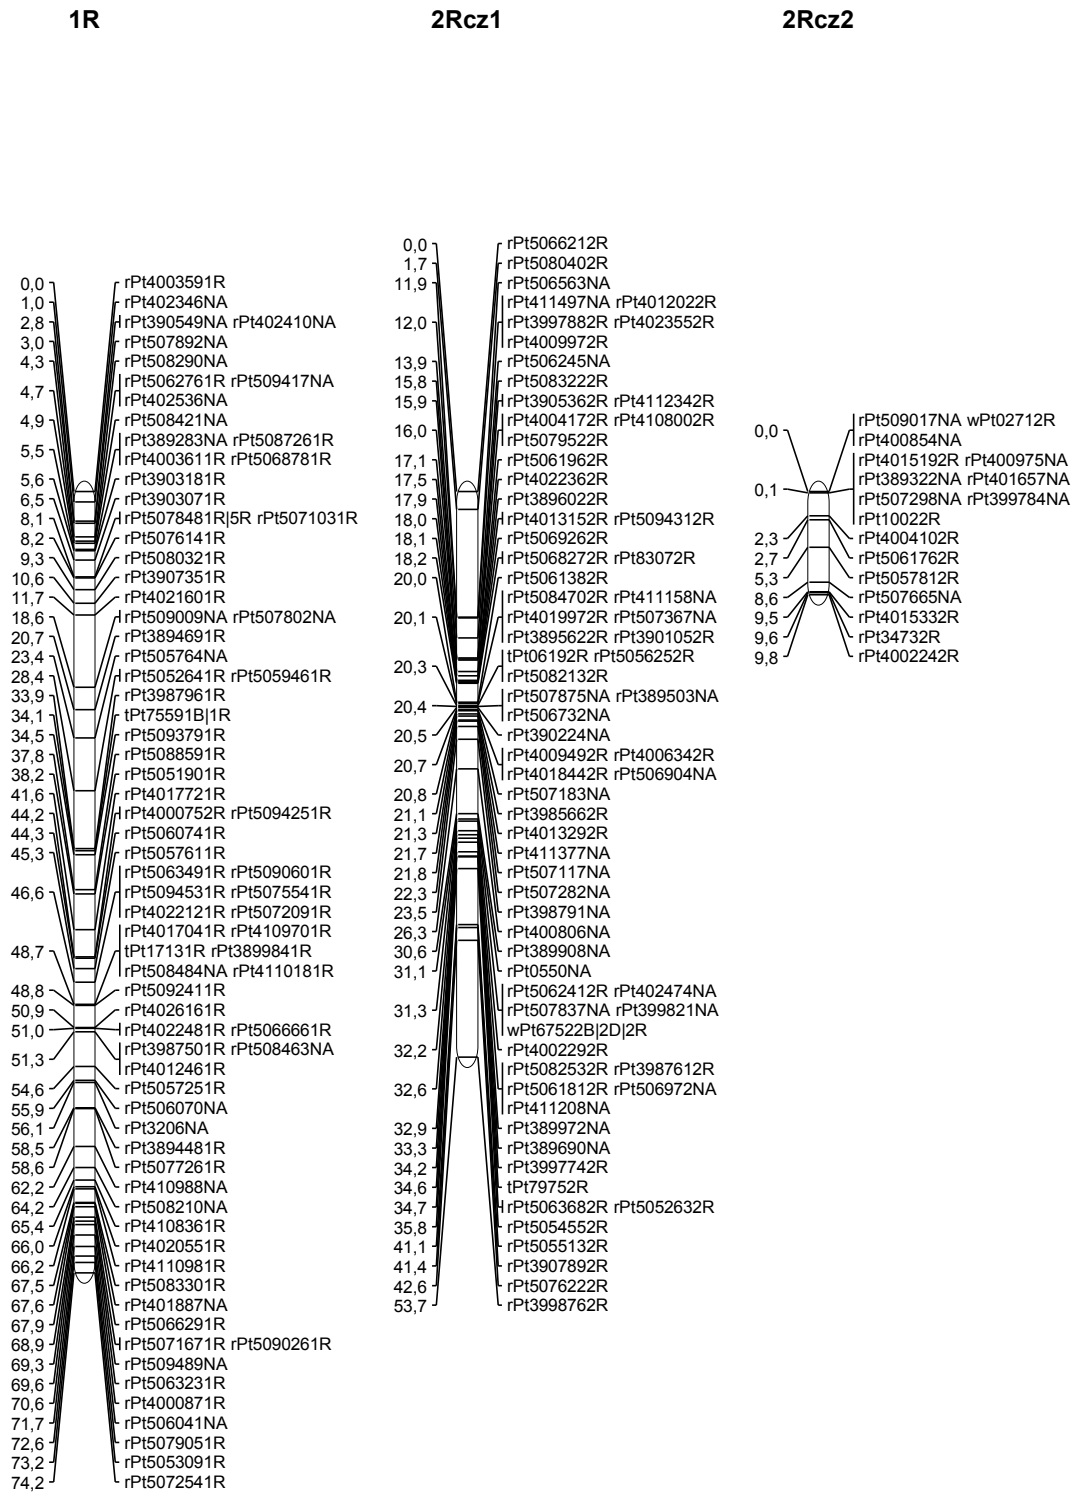 1R
2Rcz1
2Rcz2
0,0 rPt4003591R
1,0 rPt402346NA
2,8 rPt390549NA rPt402410NA
3,0 rPt507892NA
4,3 rPt508290NA
4,7 rPt5062761R rPt509417NA
rPt402536NA
4,9 rPt508421NA
5,5 rPt389283NA rPt5087261R
rPt4003611R rPt5068781R
5,6 rPt3903181R
6,5 rPt3903071R
8,1 rPt5078481R|5R rPt5071031R
8,2 rPt5076141R
9,3 rPt5080321R
10,6 rPt3907351R
11,7 rPt4021601R
18,6 rPt509009NA rPt507802NA
20,7 rPt3894691R
23,4 rPt505764NA
28,4 rPt5052641R rPt5059461R
33,9 rPt3987961R
34,1 tPt75591B|1R
34,5 rPt5093791R
37,8 rPt5088591R
38,2 rPt5051901R
41,6 rPt4017721R
44,2 rPt4000752R rPt5094251R
44,3 rPt5060741R
45,3 rPt5057611R
rPt5063491R rPt5090601R
46,6 rPt5094531R rPt5075541R
rPt4022121R rPt5072091R
rPt4017041R rPt4109701R
48,7 tPt17131R rPt3899841R
rPt508484NA rPt4110181R
48,8 rPt5092411R
50,9 rPt4026161R
51,0 rPt4022481R rPt5066661R
51,3 rPt3987501R rPt508463NA
rPt4012461R
54,6 rPt5057251R
55,9 rPt506070NA
56,1 rPt3206NA
58,5 rPt3894481R
58,6 rPt5077261R
62,2 rPt410988NA
64,2 rPt508210NA
65,4 rPt4108361R
66,0 rPt4020551R
66,2 rPt4110981R
67,5 rPt5083301R
67,6 rPt401887NA
67,9 rPt5066291R
68,9 rPt5071671R rPt5090261R
69,3 rPt509489NA
69,6 rPt5063231R
70,6 rPt4000871R
71,7 rPt506041NA
72,6 rPt5079051R
73,2 rPt5053091R
74,2 rPt5072541R
0,0 rPt5066212R
1,7 rPt5080402R
11,9 rPt506563NA
rPt411497NA rPt4012022R
12,0 rPt3997882R rPt4023552R
rPt4009972R
13,9 rPt506245NA
15,8 rPt5083222R
15,9 rPt3905362R rPt4112342R
16,0 rPt4004172R rPt4108002R
rPt5079522R
17,1 rPt5061962R
17,5 rPt4022362R
17,9 rPt3896022R
18,0 rPt4013152R rPt5094312R
18,1 rPt5069262R
18,2 rPt5068272R rPt83072R
20,0 rPt5061382R
rPt5084702R rPt411158NA
20,1 rPt4019972R rPt507367NA
rPt3895622R rPt3901052R
20,3 tPt06192R rPt5056252R
rPt5082132R
20,4 rPt507875NA rPt389503NA
rPt506732NA
20,5 rPt390224NA
20,7 rPt4009492R rPt4006342R
rPt4018442R rPt506904NA
20,8 rPt507183NA
21,1 rPt3985662R
21,3 rPt4013292R
21,7 rPt411377NA
21,8 rPt507117NA
22,3 rPt507282NA
23,5 rPt398791NA
26,3 rPt400806NA
30,6 rPt389908NA
31,1 rPt0550NA
rPt5062412R rPt402474NA
31,3 rPt507837NA rPt399821NA
wPt67522B|2D|2R
32,2 rPt4002292R
rPt5082532R rPt3987612R
32,6 rPt5061812R rPt506972NA
rPt411208NA
32,9 rPt389972NA
33,3 rPt389690NA
34,2 rPt3997742R
34,6 tPt79752R
34,7 rPt5063682R rPt5052632R
35,8 rPt5054552R
41,1 rPt5055132R
41,4 rPt3907892R
42,6 rPt5076222R
53,7 rPt3998762R
0,0 rPt509017NA wPt02712R
rPt400854NA
rPt4015192R rPt400975NA
0,1 rPt389322NA rPt401657NA
rPt507298NA rPt399784NA
rPt10022R
2,3 rPt4004102R
2,7 rPt5061762R
5,3 rPt5057812R
8,6 rPt507665NA
9,5 rPt4015332R
9,6 rPt34732R
9,8 rPt4002242R